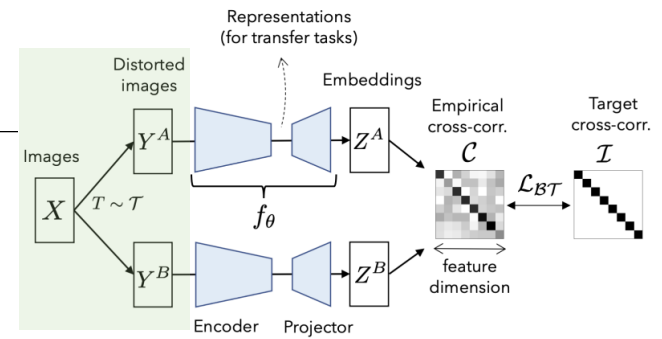 Representations
(for transfer tasks)
Distorted
images
Embeddings
Empirical
cross-corr.
Target
cross-corr.
Images
Y^A
Z^A
C
I
X
T ~ T
f_θ
L_BT
Y^B
Z^B
feature
dimension
Encoder
Projector